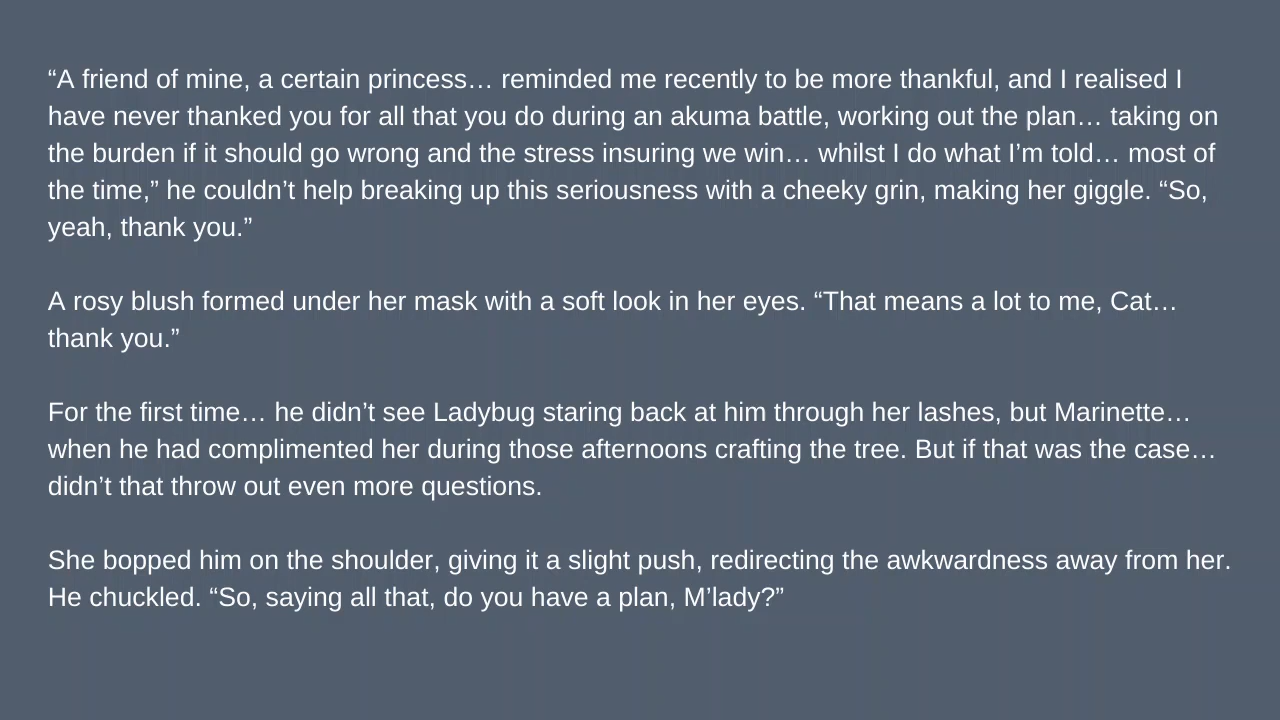 “A friend of mine, a certain princess… reminded me recently to be more thankful, and I realised I
have never thanked you for all that you do during an akuma battle, working out the plan… taking on
the burden if it should go wrong and the stress insuring we win… whilst I do what I’m told… most of
the time,” he couldn’t help breaking up this seriousness with a cheeky grin, making her giggle. “So,
yeah, thank you.”
A rosy blush formed under her mask with a soft look in her eyes. “That means a lot to me, Cat…
thank you.”
For the first time… he didn’t see Ladybug staring back at him through her lashes, but Marinette…
when he had complimented her during those afternoons crafting the tree. But if that was the case…
didn’t that throw out even more questions.
She bopped him on the shoulder, giving it a slight push, redirecting the awkwardness away from her.
He chuckled. “So, saying all that, do you have a plan, M’lady?”